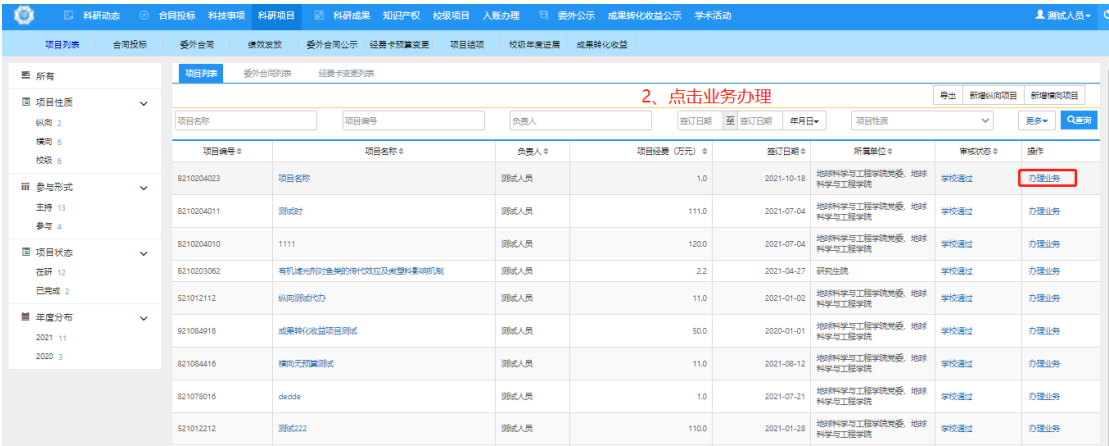 科研动态 合同投标 科技事项 科研项目 科研成果 知识产权 校级项目 入账办理 委外公示 成果转化收益公示 学术活动 测试人员
项目列表 合同投标 委外合同 绩效发放 委外合同公示 经费卡预算变更 项目结项 校级年度进展 成果转化收益
所有
项目性质
纵向 2
横向 6
校级 6
参与形式
主持 13
参与 4
项目状态
在研 12
已完成 2
年度分布
2021 11
2020 3
项目列表 委外合同列表 经费卡变更列表
2、点击业务办理
导出 新增纵向项目 新增横向项目
项目名称 项目编号 负责人 签订日期 至 签订日期 年月日 项目性质 更多 查询
项目编号 项目名称 负责人 项目经费（万元） 签订日期 所属单位 审核状态 操作
8210204023 项目名称 测试人员 1.0 2021-10-18 地球科学与工程学院党委、地球科学与工程学院 学校通过 办理业务
8210204011 测试时 测试人员 111.0 2021-07-04 地球科学与工程学院党委、地球科学与工程学院 学校通过 办理业务
8210204010 1111 测试人员 120.0 2021-07-04 地球科学与工程学院党委、地球科学与工程学院 学校通过 办理业务
8210203062 有机滤光剂对鱼类的传代效应及微塑料影响机制 测试人员 2.2 2021-04-27 研究生院 学校通过 办理业务
521012112 纵向测试代办 测试人员 11.0 2021-01-02 地球科学与工程学院党委、地球科学与工程学院 学校通过 办理业务
921084916 成果转化收益项目测试 测试人员 50.0 2020-01-01 地球科学与工程学院党委、地球科学与工程学院 学校通过 办理业务
821084416 横向无预算测试 测试人员 11.0 2021-08-12 地球科学与工程学院党委、地球科学与工程学院 学校通过 办理业务
821078016 dedde 测试人员 1.0 2021-07-21 地球科学与工程学院党委、地球科学与工程学院 学校通过 办理业务
521012212 测试222 测试人员 110.0 2021-01-28 地球科学与工程学院党委、地球科学与工程学院 学校通过 办理业务